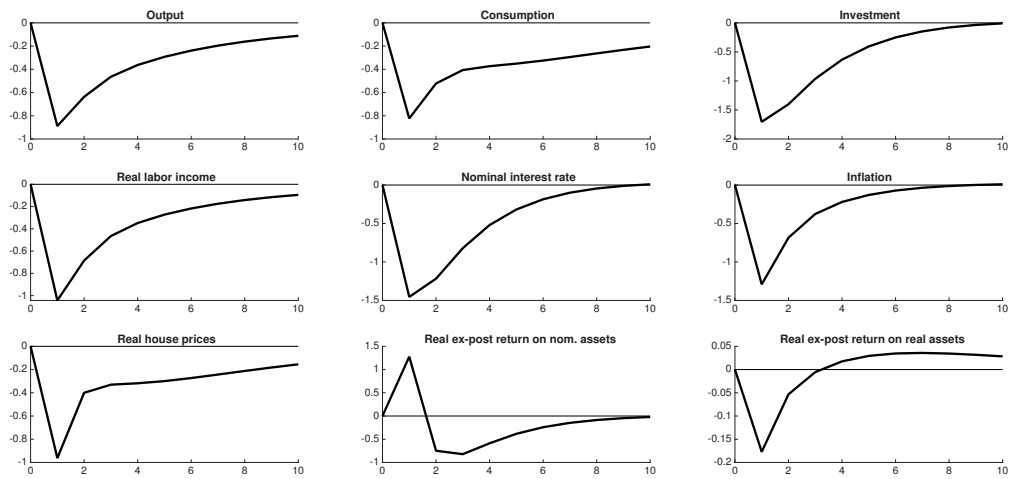 Output
0
-0.2
-0.4
-0.6
-0.8
-1
0 2 4 6 8 10
Consumption
0
-0.2
-0.4
-0.6
-0.8
-1
0 2 4 6 8 10
Investment
0
-0.5
-1
-1.5
-2
0 2 4 6 8 10
Real labor income
0
-0.2
-0.4
-0.6
-0.8
-1
0 2 4 6 8 10
Nominal interest rate
0
-0.5
-1
-1.5
0 2 4 6 8 10
Inflation
0
-0.5
-1
-1.5
0 2 4 6 8 10
Real house prices
0
-0.2
-0.4
-0.6
-0.8
-1
0 2 4 6 8 10
Real ex-post return on nom. assets
1.5
1
0.5
0
-0.5
-1
0 2 4 6 8 10
Real ex-post return on real assets
0.05
0
-0.05
-0.1
-0.15
-0.2
0 2 4 6 8 10